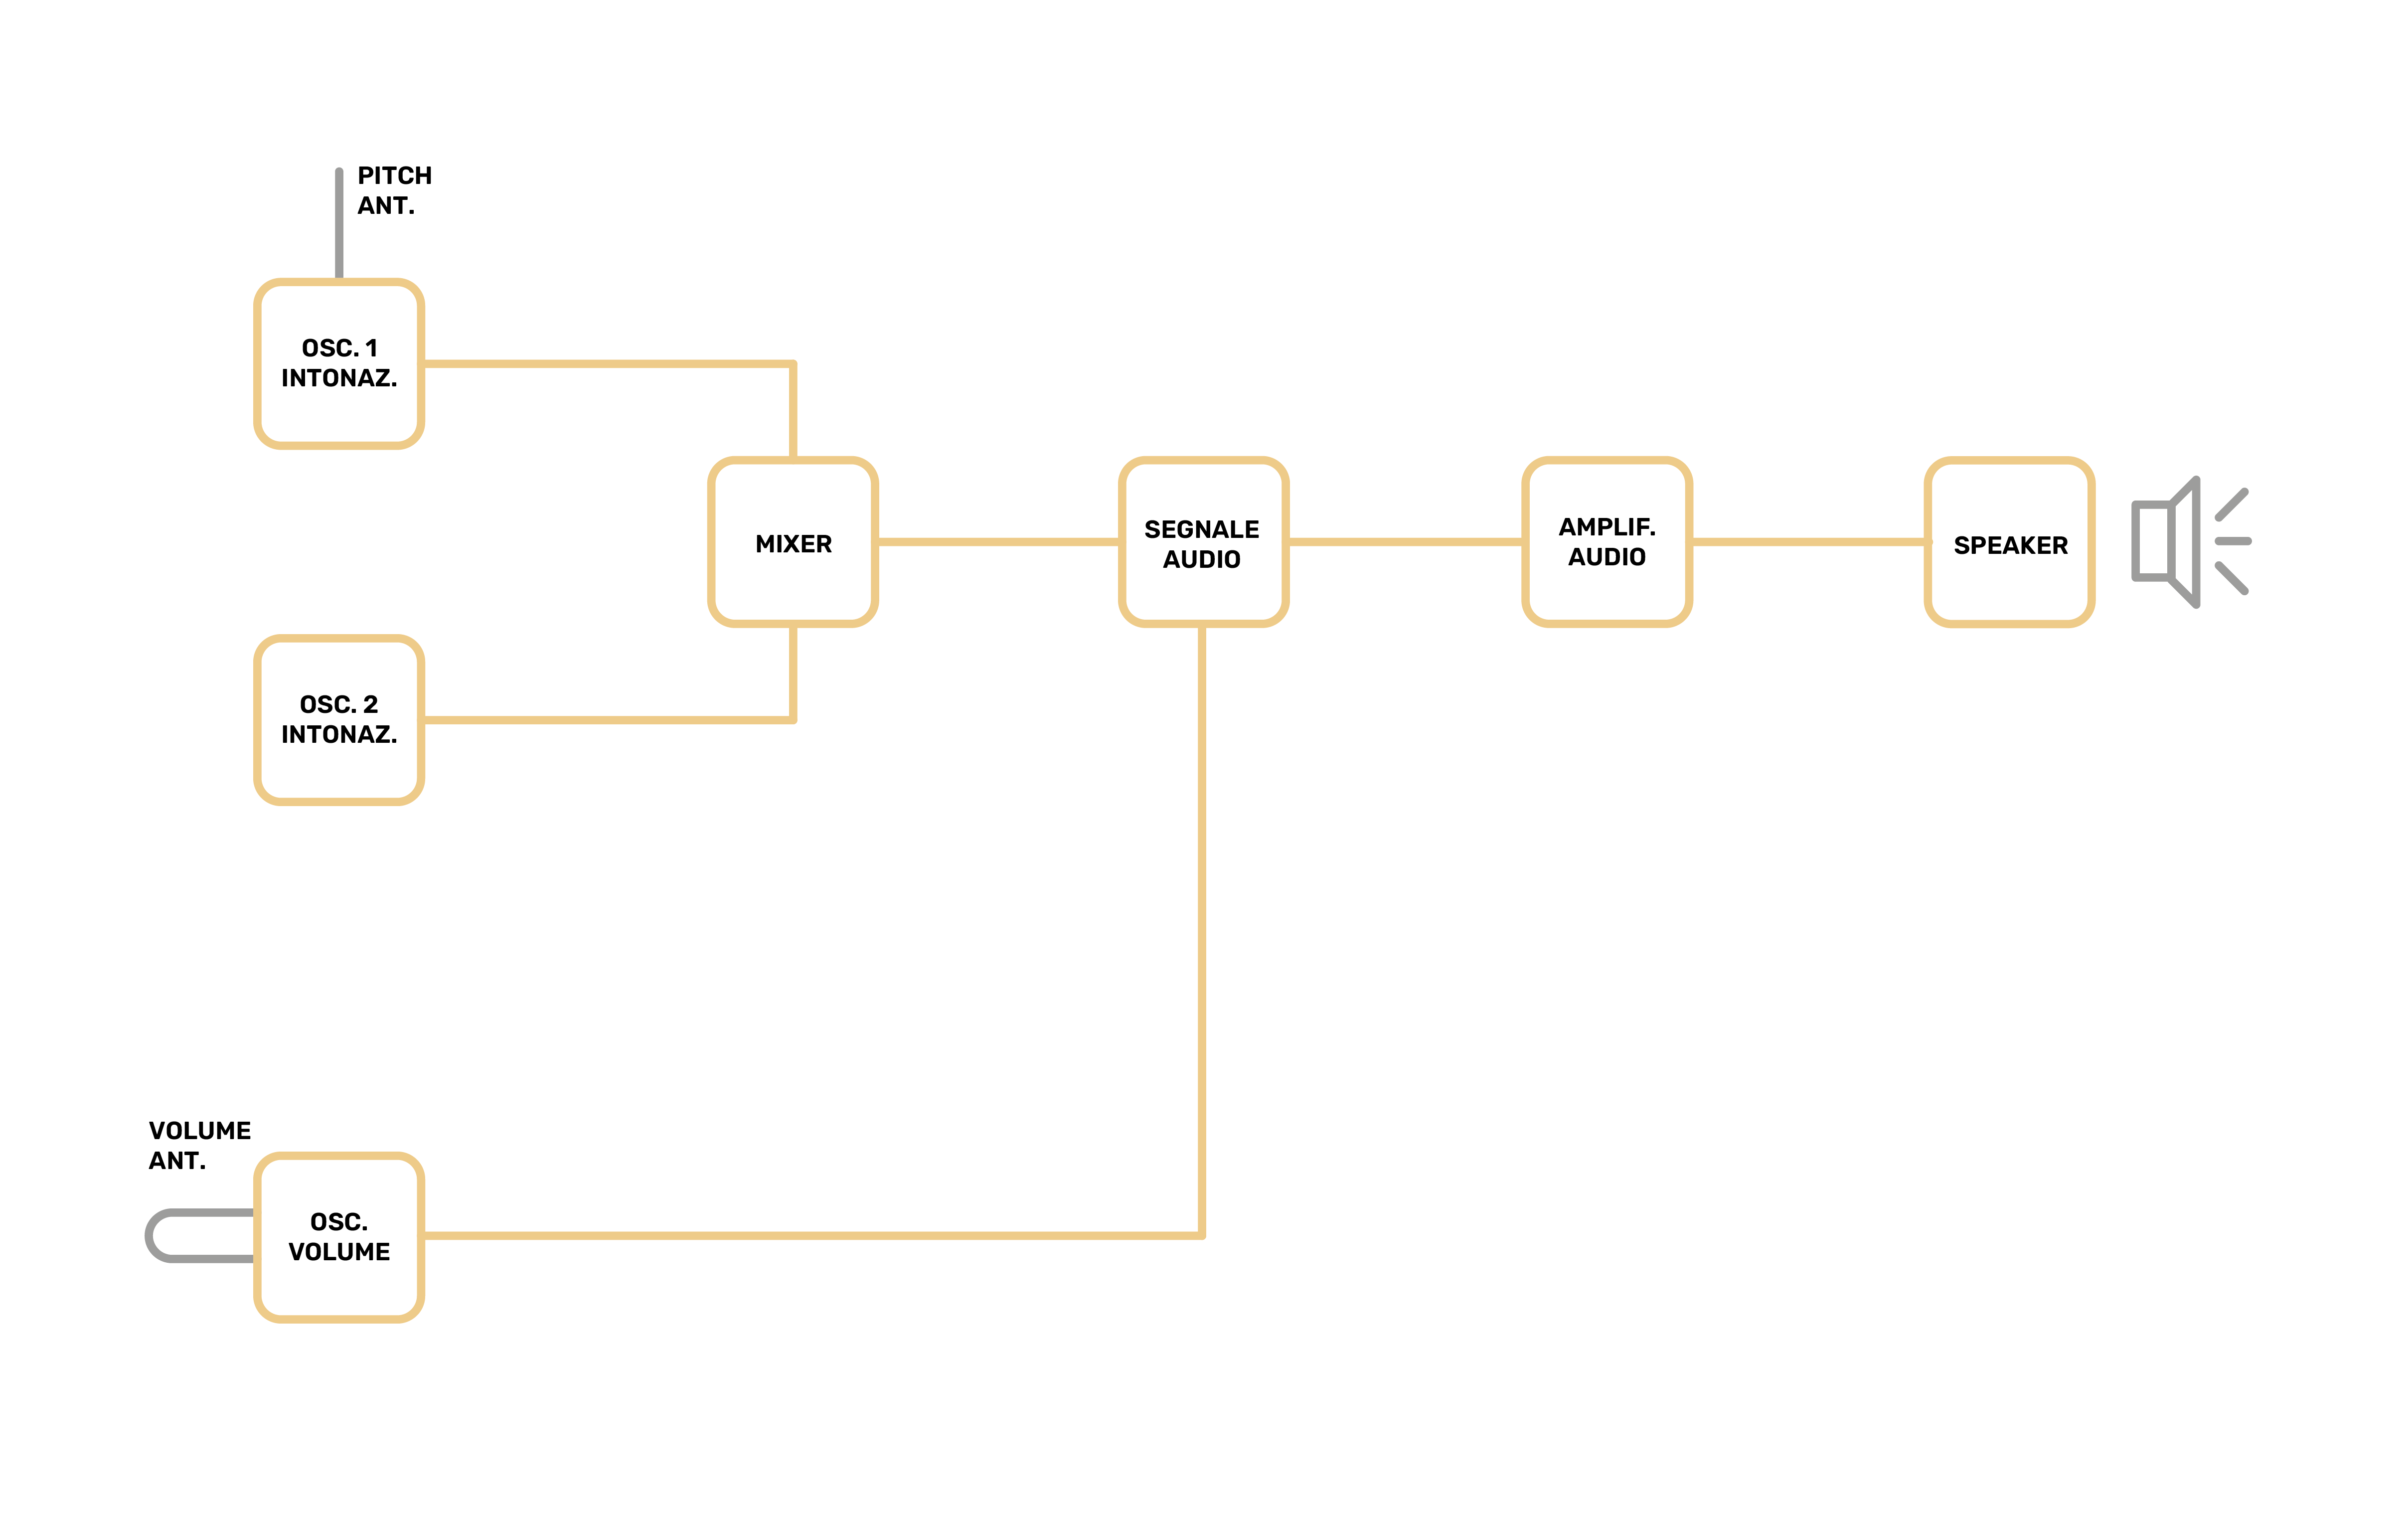 PITCH
ANT.
OSC. 1
INTONAZ.
MIXER
SEGNALE
AUDIO
AMPLIF.
AUDIO
SPEAKER
OSC. 2
INTONAZ.
VOLUME
ANT.
OSC.
VOLUME